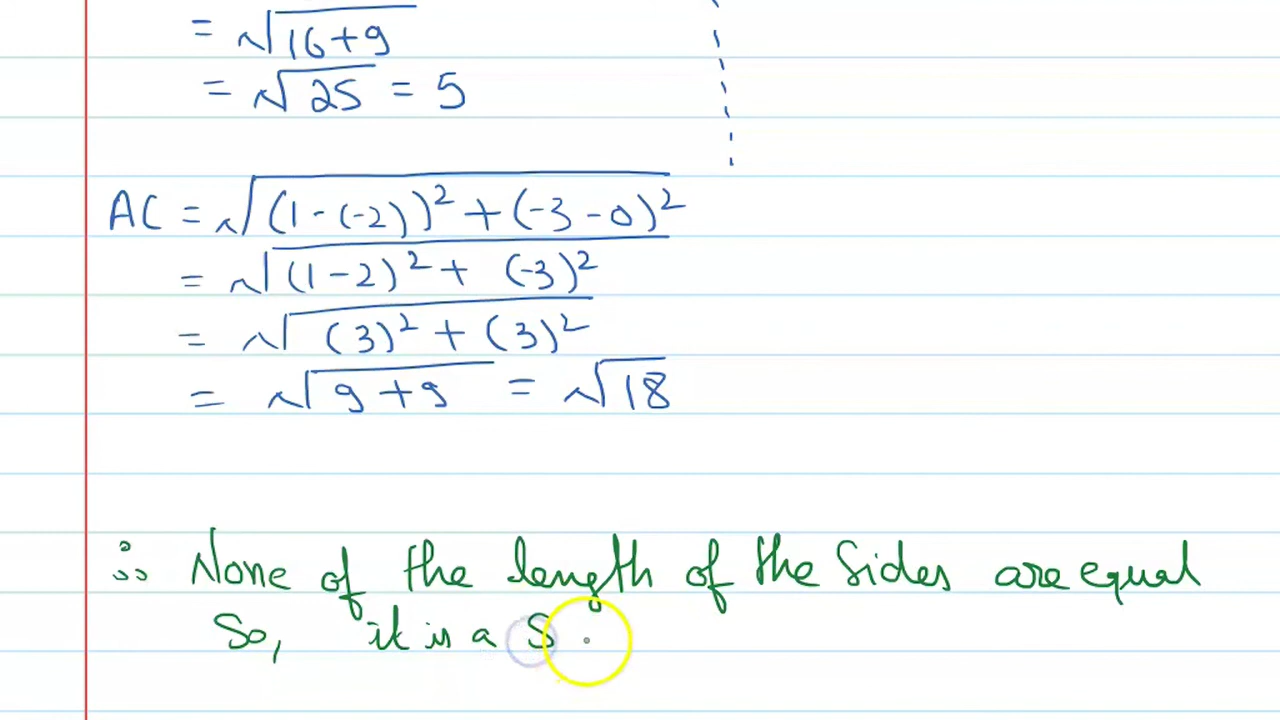 = √16+9
= √25 = 5
AC = √(1-(-2))² + (-3-0)²
= √(1-2)² + (-3)²
= √(3)² + (3)²
= √9+9 = √18
∴ None of the length of the Sides are equal
So, it is a S